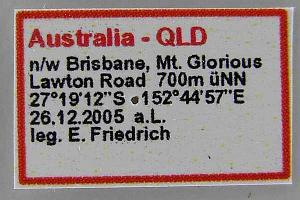 Australia - QLD
n/w Brisbane, Mt. Glorious
Lawton Road 700m üNN
27°19'12"S 152°44'57"E
26.12.2005 a.L.
leg. E. Friedrich